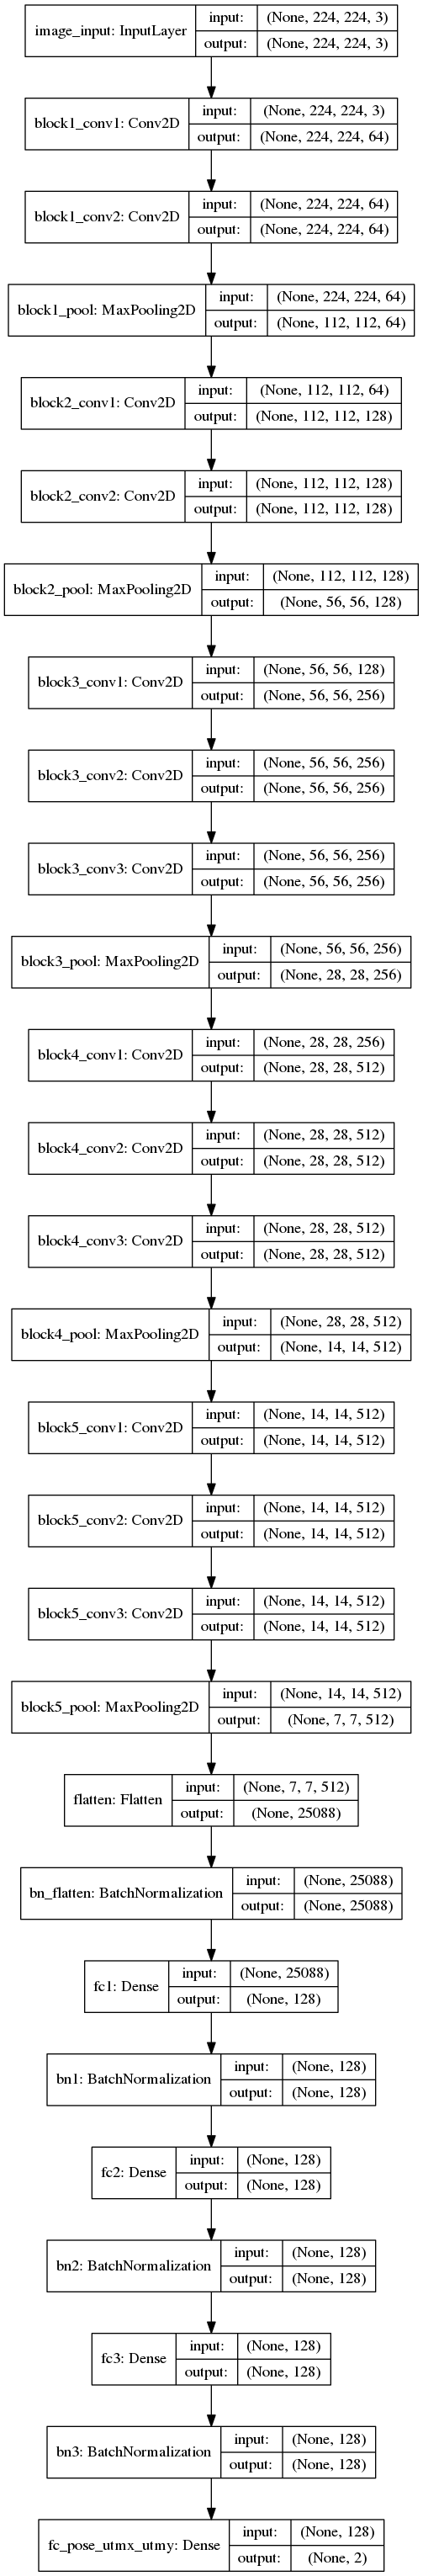 image_input: InputLayer
input: (None, 224, 224, 3)
output: (None, 224, 224, 3)
block1_conv1: Conv2D
input: (None, 224, 224, 3)
output: (None, 224, 224, 64)
block1_conv2: Conv2D
input: (None, 224, 224, 64)
output: (None, 224, 224, 64)
block1_pool: MaxPooling2D
input: (None, 224, 224, 64)
output: (None, 112, 112, 64)
block2_conv1: Conv2D
input: (None, 112, 112, 64)
output: (None, 112, 112, 128)
block2_conv2: Conv2D
input: (None, 112, 112, 128)
output: (None, 112, 112, 128)
block2_pool: MaxPooling2D
input: (None, 112, 112, 128)
output: (None, 56, 56, 128)
block3_conv1: Conv2D
input: (None, 56, 56, 128)
output: (None, 56, 56, 256)
block3_conv2: Conv2D
input: (None, 56, 56, 256)
output: (None, 56, 56, 256)
block3_conv3: Conv2D
input: (None, 56, 56, 256)
output: (None, 56, 56, 256)
block3_pool: MaxPooling2D
input: (None, 56, 56, 256)
output: (None, 28, 28, 256)
block4_conv1: Conv2D
input: (None, 28, 28, 256)
output: (None, 28, 28, 512)
block4_conv2: Conv2D
input: (None, 28, 28, 512)
output: (None, 28, 28, 512)
block4_conv3: Conv2D
input: (None, 28, 28, 512)
output: (None, 28, 28, 512)
block4_pool: MaxPooling2D
input: (None, 28, 28, 512)
output: (None, 14, 14, 512)
block5_conv1: Conv2D
input: (None, 14, 14, 512)
output: (None, 14, 14, 512)
block5_conv2: Conv2D
input: (None, 14, 14, 512)
output: (None, 14, 14, 512)
block5_conv3: Conv2D
input: (None, 14, 14, 512)
output: (None, 14, 14, 512)
block5_pool: MaxPooling2D
input: (None, 14, 14, 512)
output: (None, 7, 7, 512)
flatten: Flatten
input: (None, 7, 7, 512)
output: (None, 25088)
bn_flatten: BatchNormalization
input: (None, 25088)
output: (None, 25088)
fc1: Dense
input: (None, 25088)
output: (None, 128)
bn1: BatchNormalization
input: (None, 128)
output: (None, 128)
fc2: Dense
input: (None, 128)
output: (None, 128)
bn2: BatchNormalization
input: (None, 128)
output: (None, 128)
fc3: Dense
input: (None, 128)
output: (None, 128)
bn3: BatchNormalization
input: (None, 128)
output: (None, 128)
fc_pose_utmx_utmy: Dense
input: (None, 128)
output: (None, 2)